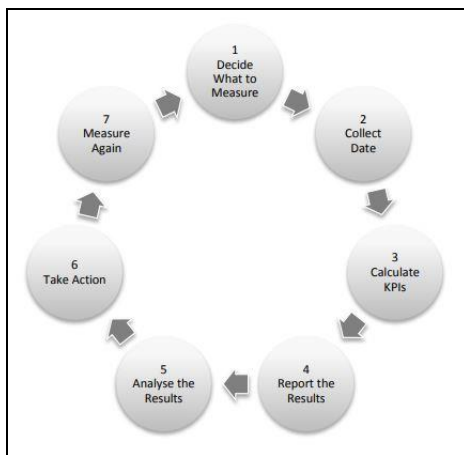 1
Decide
What to
Measure
2
Collect
Date
3
Calculate
KPIs
4
Report the
Results
5
Analyse the
Results
6
Take Action
7
Measure
Again